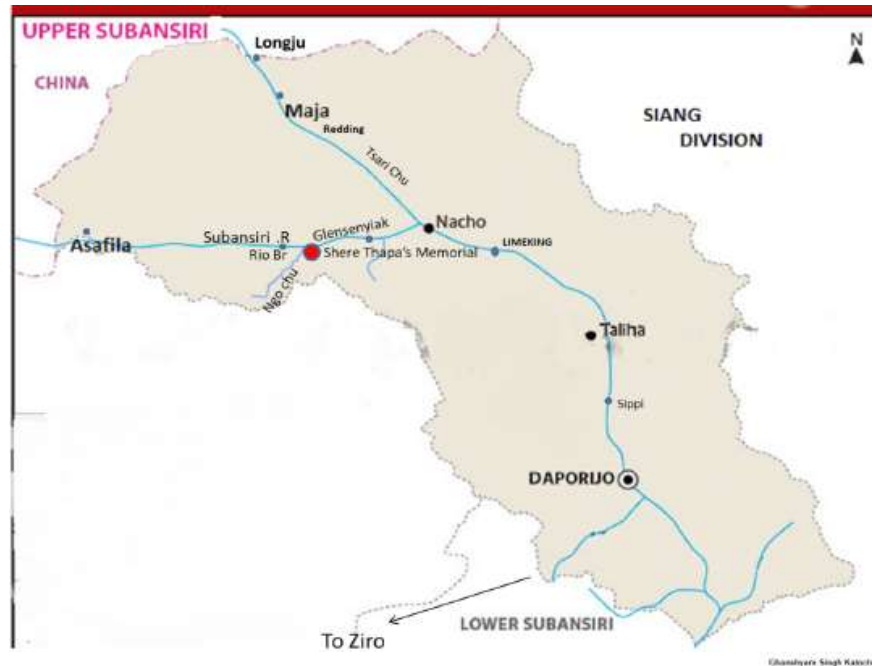 UPPER SUBANSIRI
Longju
N
CHINA
Maja
SIANG
DIVISION
Redding
Tsari Chu
Nacho
Glensenyiak
Subansiri .R
LIMEKING
Asafila
Rio Br
Shere Thapa's Memorial
Ngo chu
Taliha
Sippi
DAPORIJO
LOWER SUBANSIRI
To Ziro